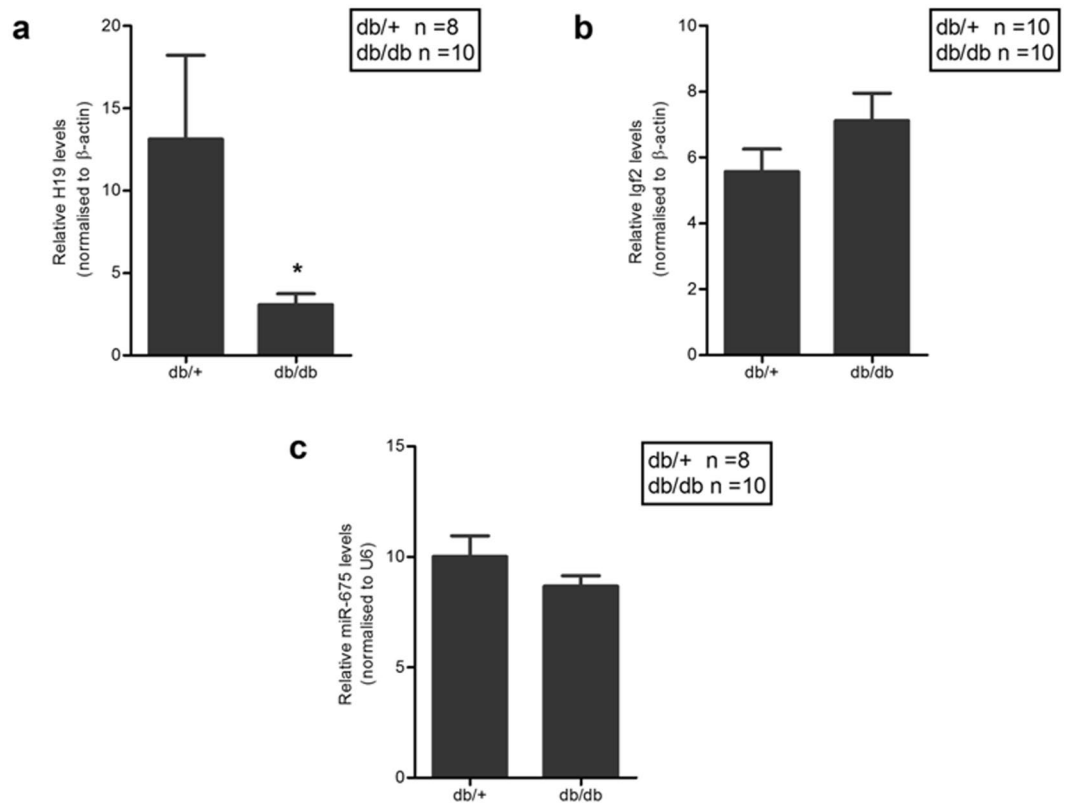 a
db/+ n =8
db/db n =10
Relative H19 levels
(normalised to β-actin)
20
15
10
5
0
*
db/+
db/db
b
db/+ n =10
db/db n =10
Relative Igf2 levels
(normalised to β-actin)
10
8
6
4
2
0
db/+
db/db
c
db/+ n =8
db/db n =10
Relative miR-675 levels
(normalised to U6)
15
10
5
0
db/+
db/db